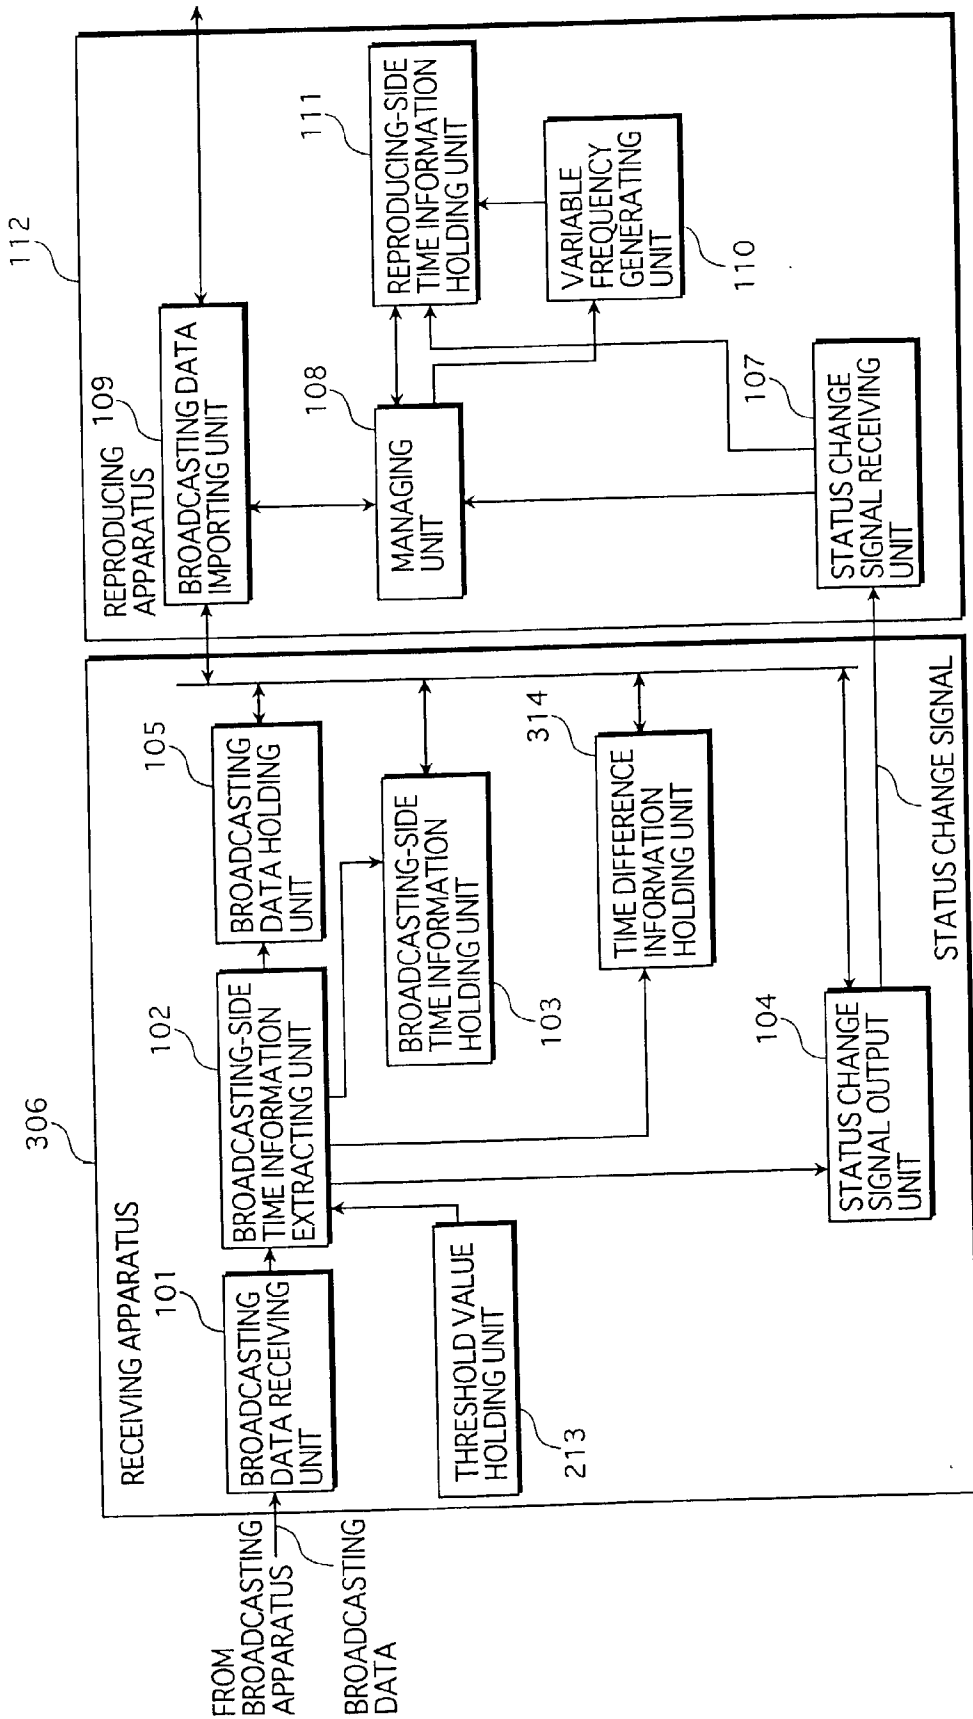 306
RECEIVING APPARATUS
FROM
BROADCASTING
APPARATUS
BROADCASTING
DATA
101
BROADCASTING
DATA RECEIVING
UNIT
102
BROADCASTING-SIDE
TIME INFORMATION
EXTRACTING UNIT
105
BROADCASTING
DATA HOLDING
UNIT
BROADCASTING-SIDE
TIME INFORMATION
HOLDING UNIT
103
THRESHOLD VALUE
HOLDING UNIT
213
314
TIME DIFFERENCE
INFORMATION
HOLDING UNIT
104
STATUS CHANGE
SIGNAL OUTPUT
UNIT
STATUS CHANGE SIGNAL
112
REPRODUCING
APPARATUS
109
BROADCASTING DATA
IMPORTING UNIT
108
MANAGING
UNIT
111
REPRODUCING-SIDE
TIME INFORMATION
HOLDING UNIT
VARIABLE
FREQUENCY
GENERATING
UNIT
110
107
STATUS CHANGE
SIGNAL RECEIVING
UNIT